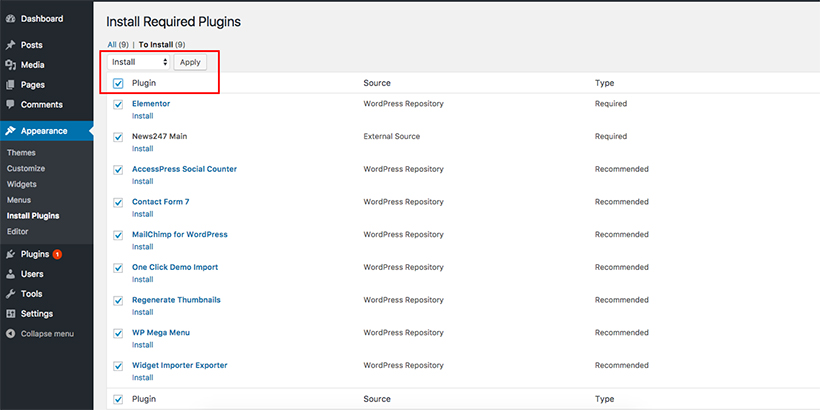 Dashboard
Posts
Media
Pages
Comments
Appearance
Themes
Customize
Widgets
Menus
Install Plugins
Editor
Plugins 1
Users
Tools
Settings
Collapse menu
Install Required Plugins
All (9) | To Install (9)
Install Apply
Plugin Source Type
Elementor WordPress Repository Required
Install
News247 Main External Source Required
Install
AccessPress Social Counter WordPress Repository Recommended
Install
Contact Form 7 WordPress Repository Recommended
Install
MailChimp for WordPress WordPress Repository Recommended
Install
One Click Demo Import WordPress Repository Recommended
Install
Regenerate Thumbnails WordPress Repository Recommended
Install
WP Mega Menu WordPress Repository Recommended
Install
Widget Importer Exporter WordPress Repository Recommended
Install
Plugin Source Type